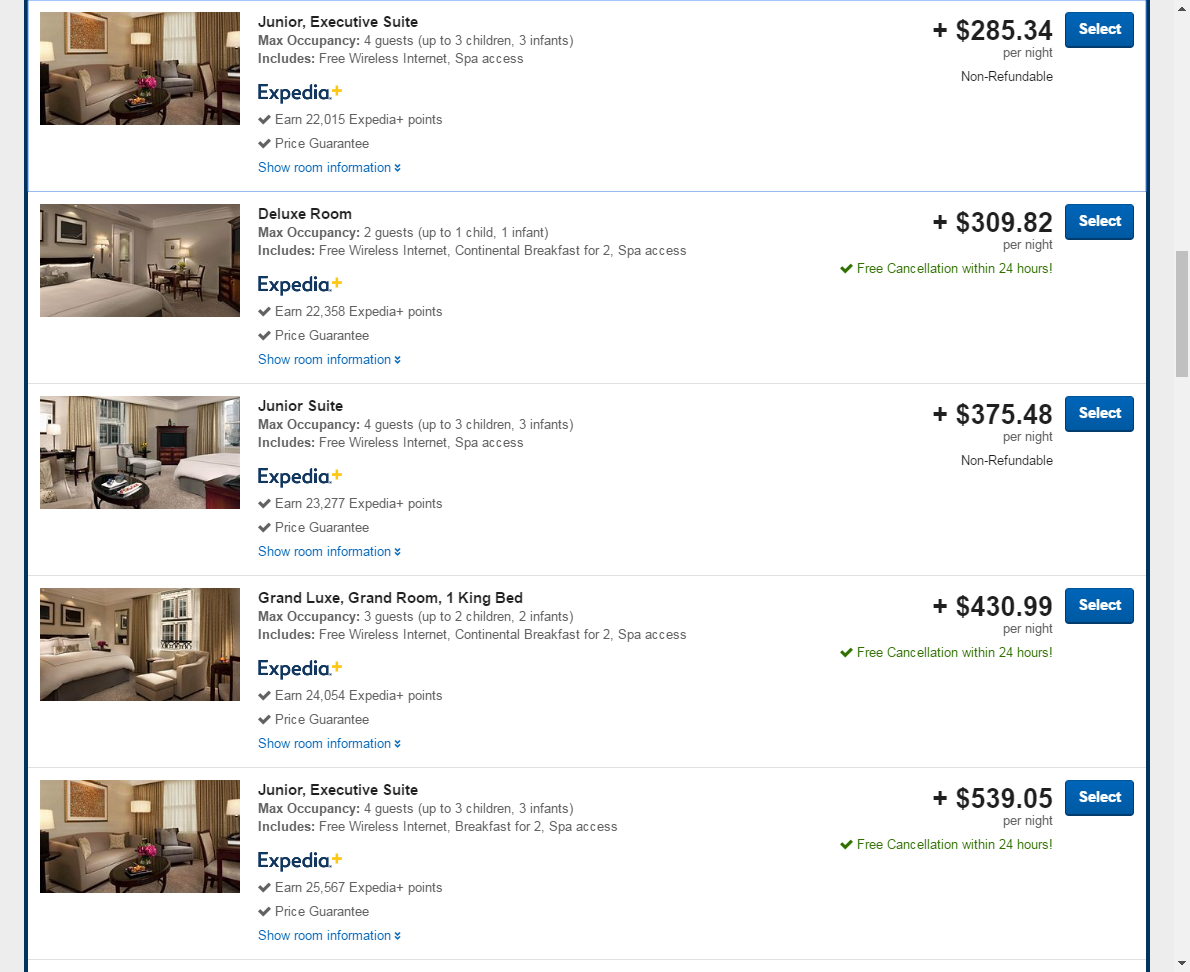 Junior, Executive Suite
Max Occupancy: 4 guests (up to 3 children, 3 infants)
Includes: Free Wireless Internet, Spa access
Expedia+
Earn 22,015 Expedia+ points
Price Guarantee
Show room information
+ $285.34
per night
Non-Refundable
Select
Deluxe Room
Max Occupancy: 2 guests (up to 1 child, 1 infant)
Includes: Free Wireless Internet, Continental Breakfast for 2, Spa access
Expedia+
Earn 22,358 Expedia+ points
Price Guarantee
Show room information
+ $309.82
per night
Free Cancellation within 24 hours!
Select
Junior Suite
Max Occupancy: 4 guests (up to 3 children, 3 infants)
Includes: Free Wireless Internet, Spa access
Expedia+
Earn 23,277 Expedia+ points
Price Guarantee
Show room information
+ $375.48
per night
Non-Refundable
Select
Grand Luxe, Grand Room, 1 King Bed
Max Occupancy: 3 guests (up to 2 children, 2 infants)
Includes: Free Wireless Internet, Continental Breakfast for 2, Spa access
Expedia+
Earn 24,054 Expedia+ points
Price Guarantee
Show room information
+ $430.99
per night
Free Cancellation within 24 hours!
Select
Junior, Executive Suite
Max Occupancy: 4 guests (up to 3 children, 3 infants)
Includes: Free Wireless Internet, Breakfast for 2, Spa access
Expedia+
Earn 25,567 Expedia+ points
Price Guarantee
Show room information
+ $539.05
per night
Free Cancellation within 24 hours!
Select